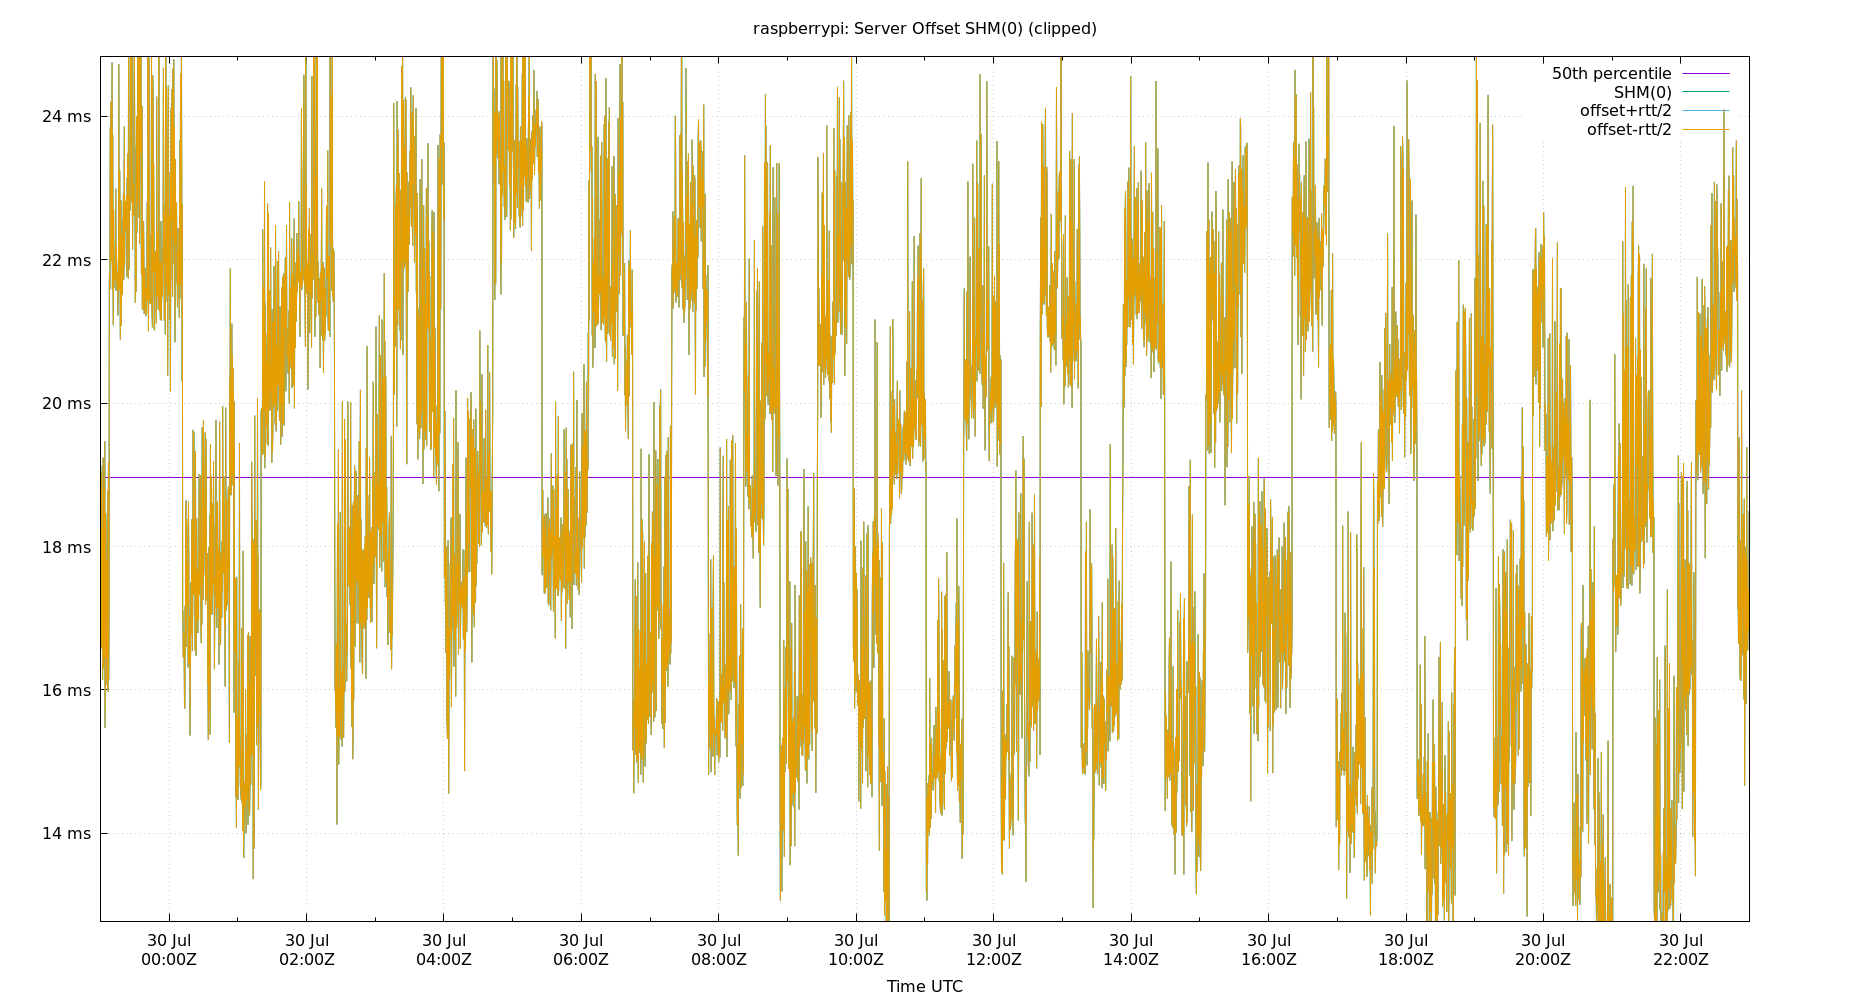 raspberrypi: Server Offset SHM(0) (clipped)
50th percentile
SHM(0)
offset+rtt/2
offset-rtt/2
24 ms
22 ms
20 ms
18 ms
16 ms
14 ms
30 Jul 30 Jul 30 Jul 30 Jul 30 Jul 30 Jul 30 Jul 30 Jul 30 Jul 30 Jul 30 Jul 30 Jul
00:00Z 02:00Z 04:00Z 06:00Z 08:00Z 10:00Z 12:00Z 14:00Z 16:00Z 18:00Z 20:00Z 22:00Z
Time UTC